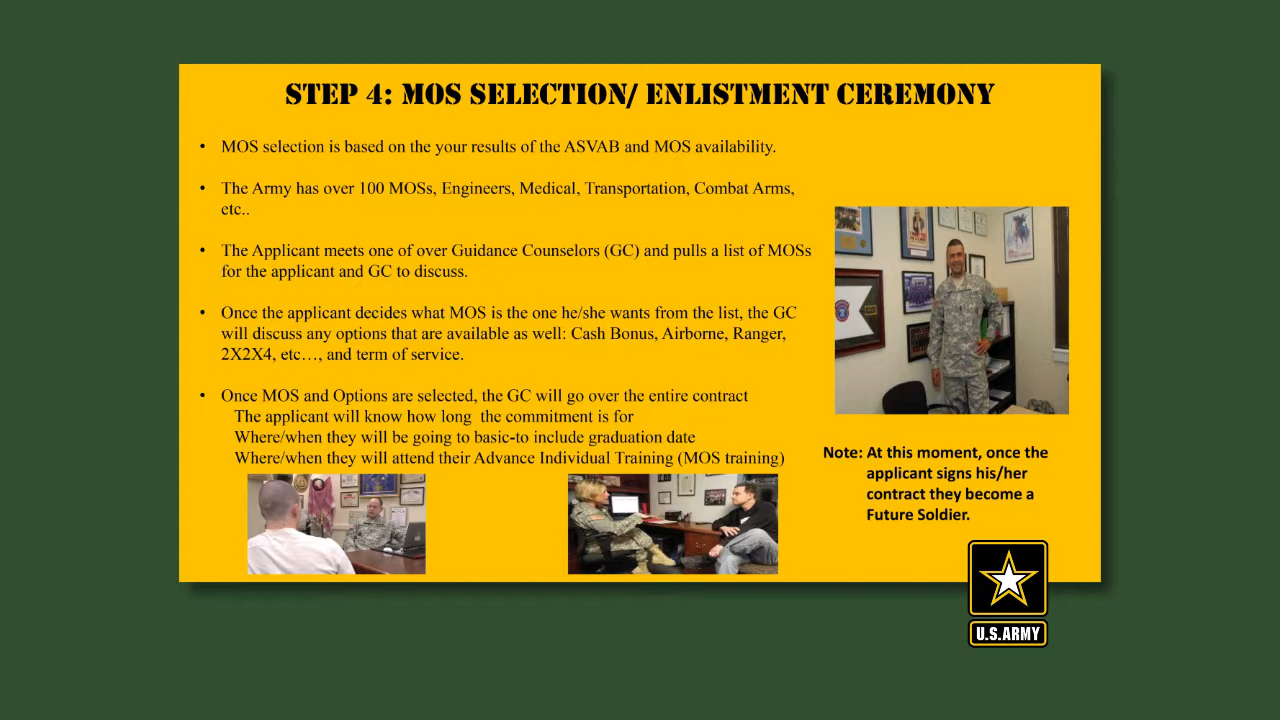 STEP 4: MOS SELECTION/ ENLISTMENT CEREMONY
• MOS selection is based on the your results of the ASVAB and MOS availability.
• The Army has over 100 MOSs, Engineers, Medical, Transportation, Combat Arms,
etc..
• The Applicant meets one of over Guidance Counselors (GC) and pulls a list of MOSs
for the applicant and GC to discuss.
• Once the applicant decides what MOS is the one he/she wants from the list, the GC
will discuss any options that are available as well: Cash Bonus, Airborne, Ranger,
2X2X4, etc…, and term of service.
• Once MOS and Options are selected, the GC will go over the entire contract
The applicant will know how long the commitment is for
Where/when they will be going to basic-to include graduation date
Where/when they will attend their Advance Individual Training (MOS training)
Note: At this moment, once the
applicant signs his/her
contract they become a
Future Soldier.
U.S.ARMY